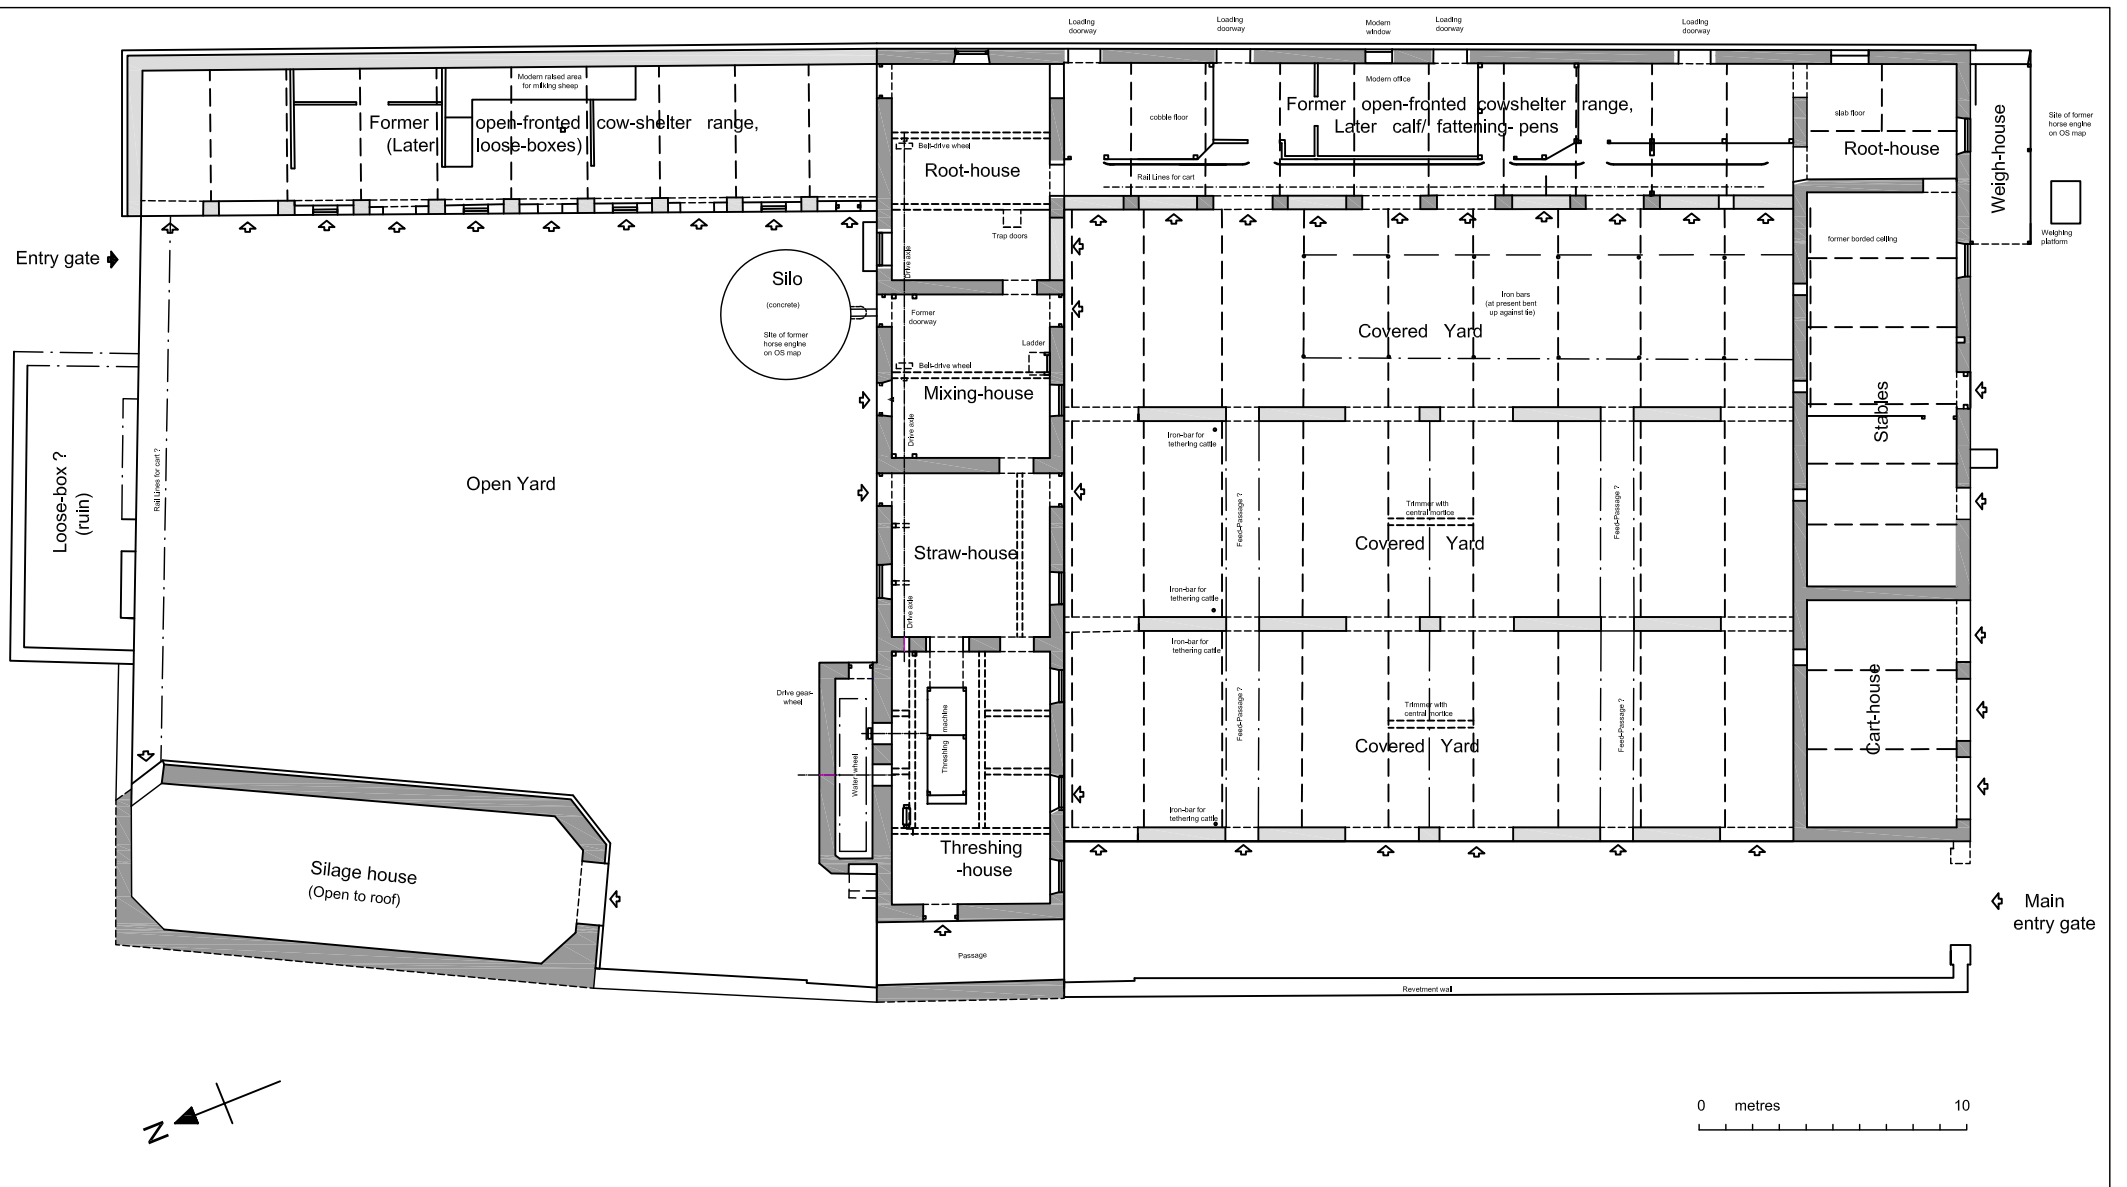 Loading
doorway
Loading
doorway
Modern
window
Loading
doorway
Loading
doorway
Modern raised area
for milking sheep
Former open-fronted cow-shelter range,
(Later loose-boxes)
Belt-drive wheel
Root-house
Trap doors
Drive axle
cobble floor
Modern office
Former open-fronted cowshelter range,
Later calf/ fattening- pens
Rail Lines for cart
slab floor
Root-house
Weigh-house
Site of former
horse engine
on OS map
Weighing
platform
Entry gate
Silo
(concrete)
Site of former
horse engine
on OS map
Former
doorway
Ladder
Belt-drive wheel
Mixing-house
Drive axle
Iron bars
(at present bent
up against tie)
Covered Yard
former borded ceiling
Stables
Loose-box ?
(ruin)
Rail Lines for cart ?
Open Yard
Straw-house
Drive axle
Iron-bar for
tethering cattle
Feed-Passage ?
Trimmer with
central mortice
Covered Yard
Feed-Passage ?
Iron-bar for
tethering cattle
Iron-bar for
tethering cattle
Drive gear-
wheel
Water wheel
Threshing machine
Feed-Passage ?
Trimmer with
central mortice
Covered Yard
Feed-Passage ?
Cart-house
Iron-bar for
tethering cattle
Threshing
-house
Silage house
(Open to roof)
Passage
Main
entry gate
Revetment wall
N
0 metres 10